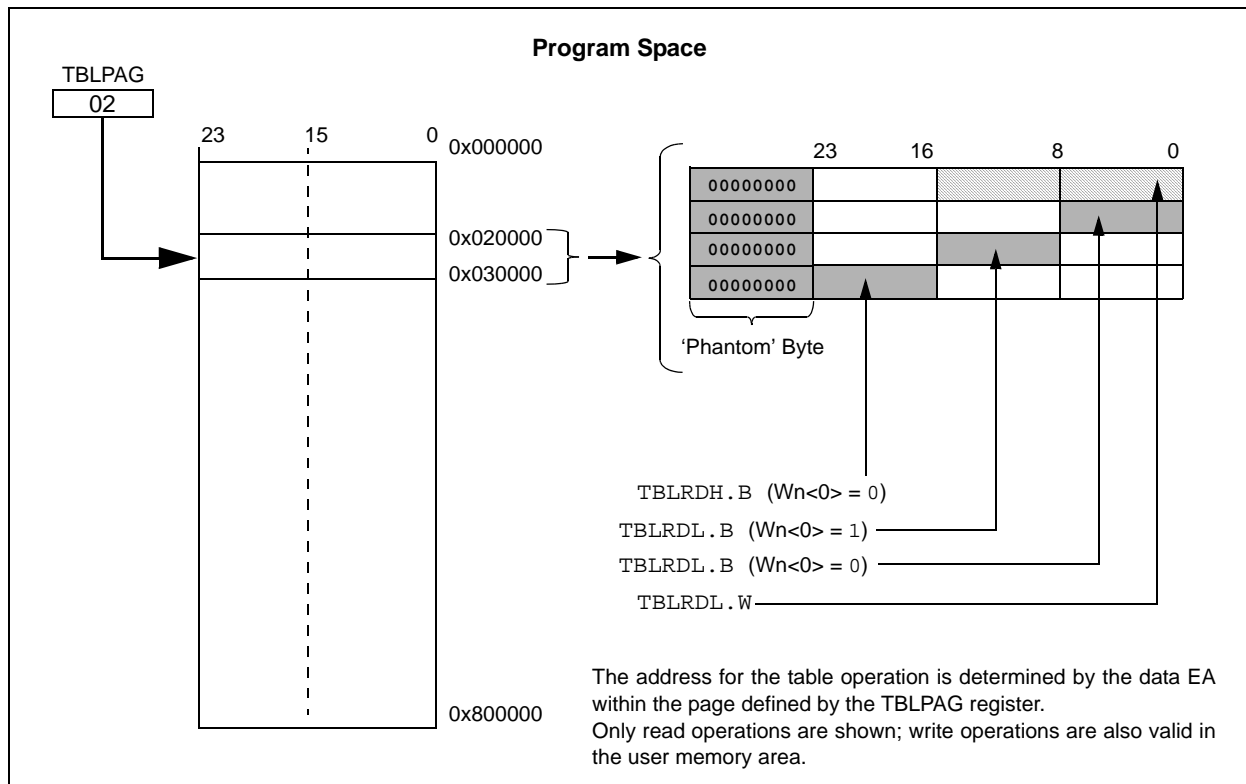 Program Space
TBLPAG
02
23 15 0
0x000000
0x020000
0x030000
0x800000
23 16 8 0
00000000
00000000
00000000
00000000
‘Phantom’ Byte
TBLRDH.B (Wn<0> = 0)
TBLRDL.B (Wn<0> = 1)
TBLRDL.B (Wn<0> = 0)
TBLRDL.W
The address for the table operation is determined by the data EA
within the page defined by the TBLPAG register.
Only read operations are shown; write operations are also valid in
the user memory area.